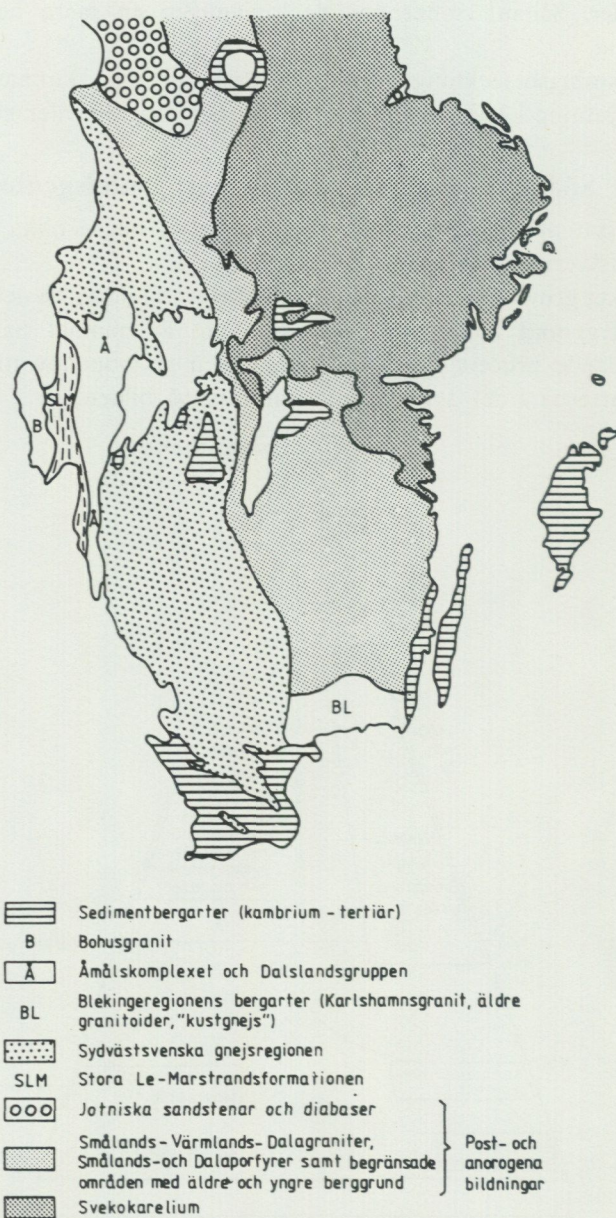 Å
SLM
B
Å
BL
Sedimentbergarter (kambrium - tertiär)
B Bohusgranit
Å Åmålskomplexet och Dalslandsgruppen
BL Blekingeregionens bergarter (Karlshamnsgranit, äldre
granitoider, "kustgnejs")
Sydvästsvenska gnejsregionen
SLM Stora Le-Marstrandsformationen
Jotniska sandstenar och diabaser
Smålands-Värmlands-Dalagraniter,
Smålands-och Dalaporfyrer samt begränsade
områden med äldre och yngre berggrund
Post- och
anorogena
bildningar
Svekokarelium